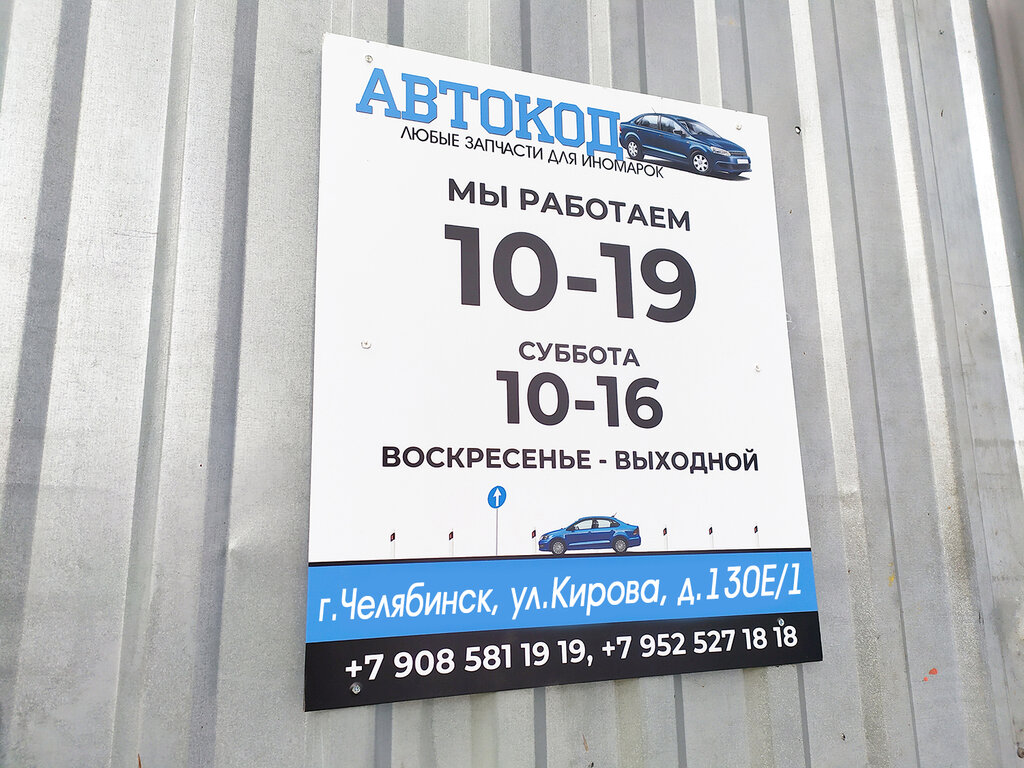 АВТОКОД
ЛЮБЫЕ ЗАПЧАСТИ ДЛЯ ИНОМАРОК
МЫ РАБОТАЕМ
10-19
СУББОТА
10-16
ВОСКРЕСЕНЬЕ - ВЫХОДНОЙ
г.Челябинск, ул.Кирова, д.130Е/1
+7 908 581 19 19, +7 952 527 18 18